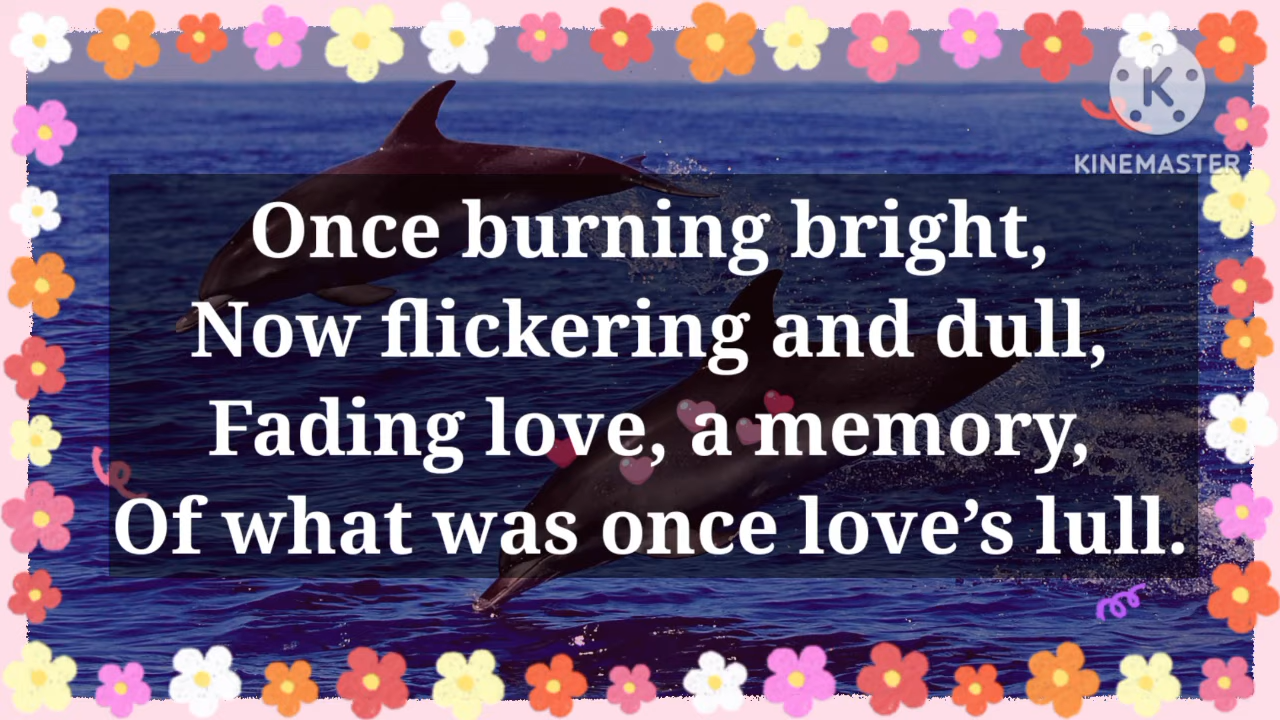 K
KINEMASTER
Once burning bright,
Now flickering and dull,
Fading love, a memory,
Of what was once love’s lull.